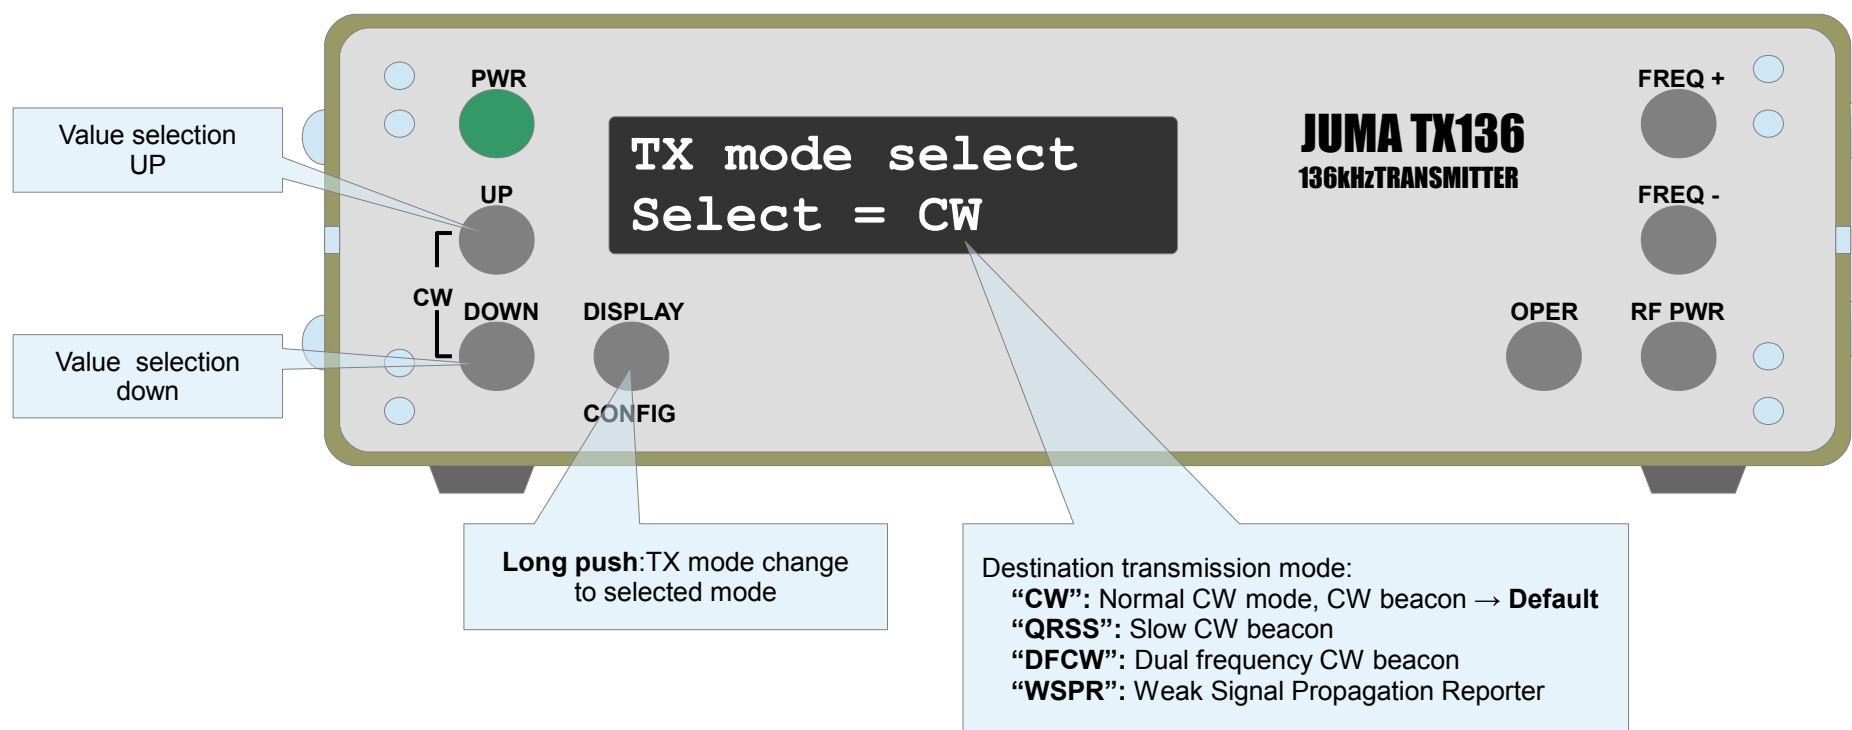 PWR
FREQ +
Value selection
UP
TX mode select
Select = CW
JUMA TX136
136kHzTRANSMITTER
UP
FREQ -
CW
DOWN
DISPLAY
OPER
RF PWR
Value  selection
down
CONFIG
Long push:TX mode change
to selected mode
Destination transmission mode:
“CW”: Normal CW mode, CW beacon → Default
“QRSS”: Slow CW beacon
“DFCW”: Dual frequency CW beacon
“WSPR”: Weak Signal Propagation Reporter